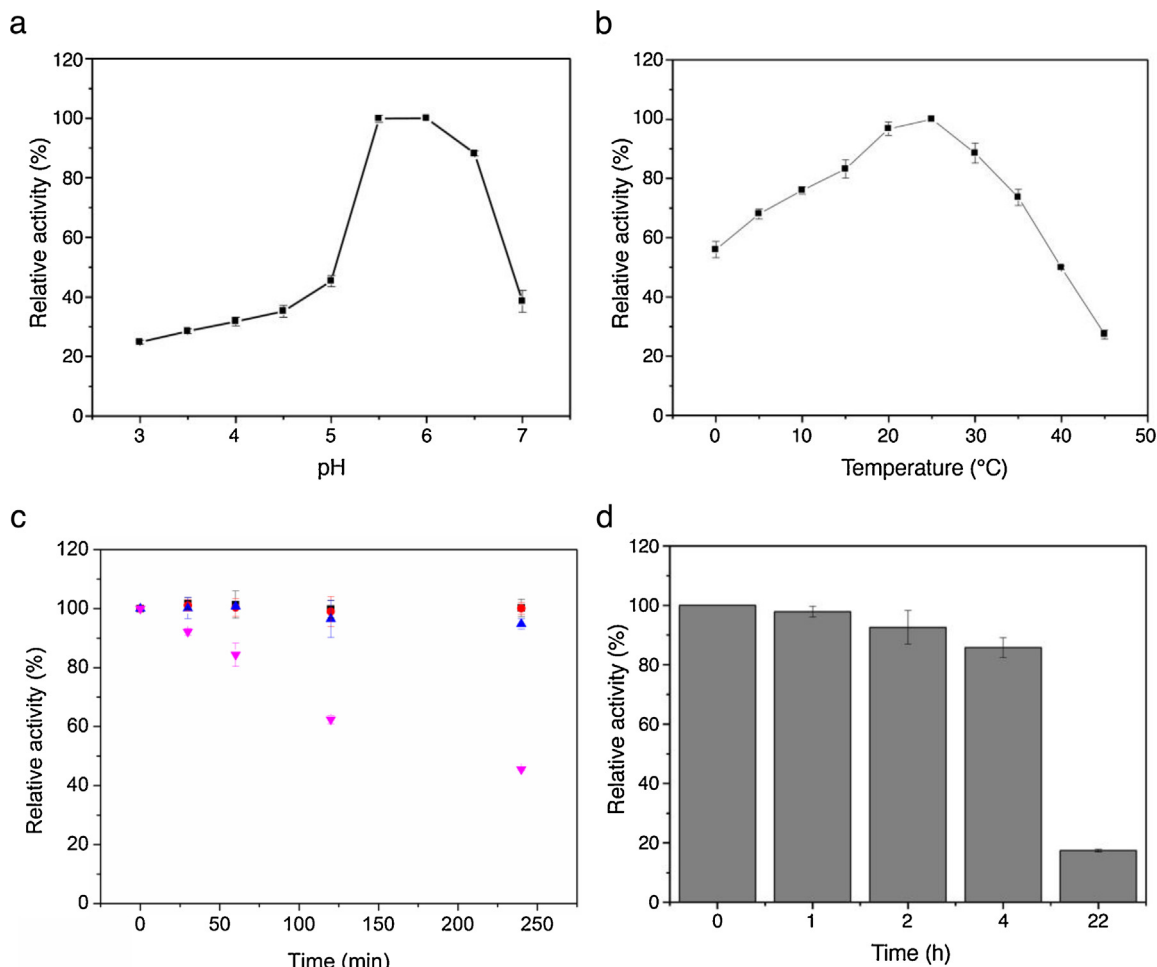 a
Relative activity (%)
120
100
80
60
40
20
0
3 4 5 6 7
pH
b
Relative activity (%)
120
100
80
60
40
20
0
0 10 20 30 40 50
Temperature (°C)
c
Relative activity (%)
120
100
80
60
40
20
0
0 50 100 150 200 250
Time (min)
d
Relative activity (%)
120
100
80
60
40
20
0
0 1 2 4 22
Time (h)